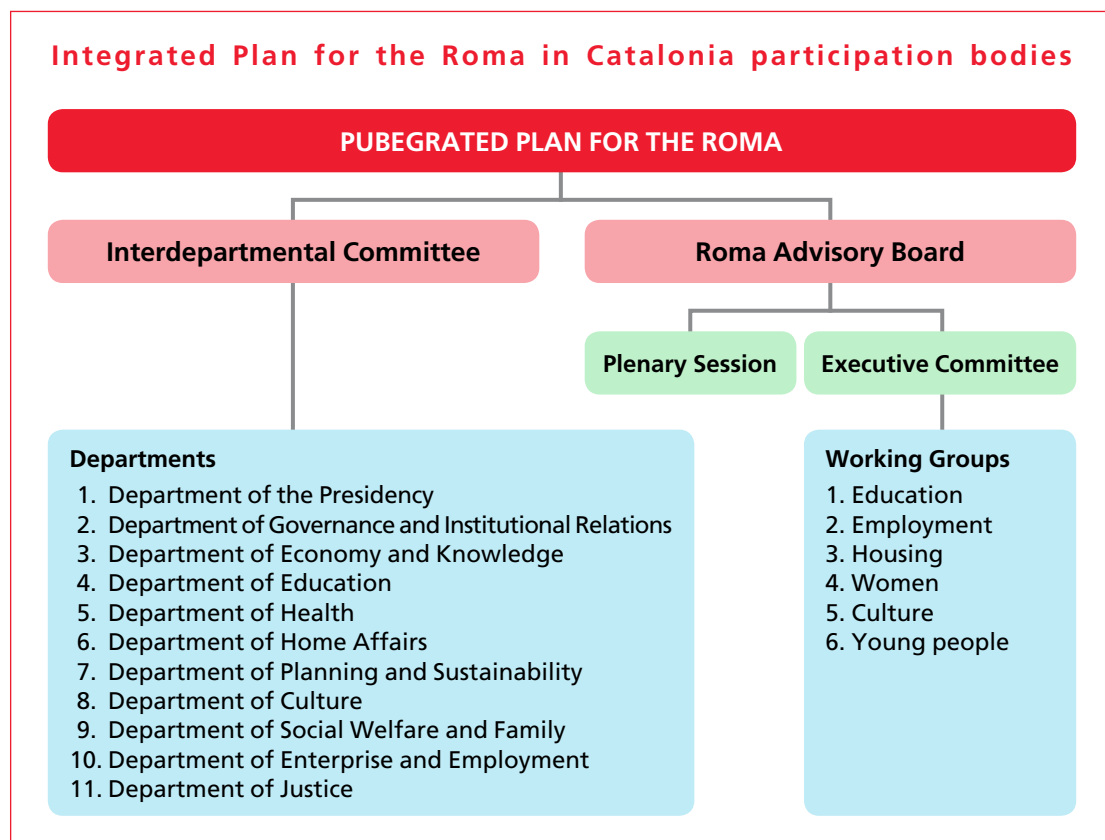 Integrated Plan for the Roma in Catalonia participation bodies
PUBEGRATED PLAN FOR THE ROMA
Interdepartmental Committee
Roma Advisory Board
Plenary Session
Executive Committee
Departments
1. Department of the Presidency
2. Department of Governance and Institutional Relations
3. Department of Economy and Knowledge
4. Department of Education
5. Department of Health
6. Department of Home Affairs
7. Department of Planning and Sustainability
8. Department of Culture
9. Department of Social Welfare and Family
10. Department of Enterprise and Employment
11. Department of Justice
Working Groups
1. Education
2. Employment
3. Housing
4. Women
5. Culture
6. Young people